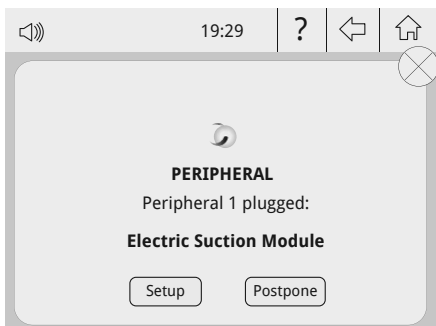 19:29 ?
PERIPHERAL
Peripheral 1 plugged:
Electric Suction Module
Setup Postpone